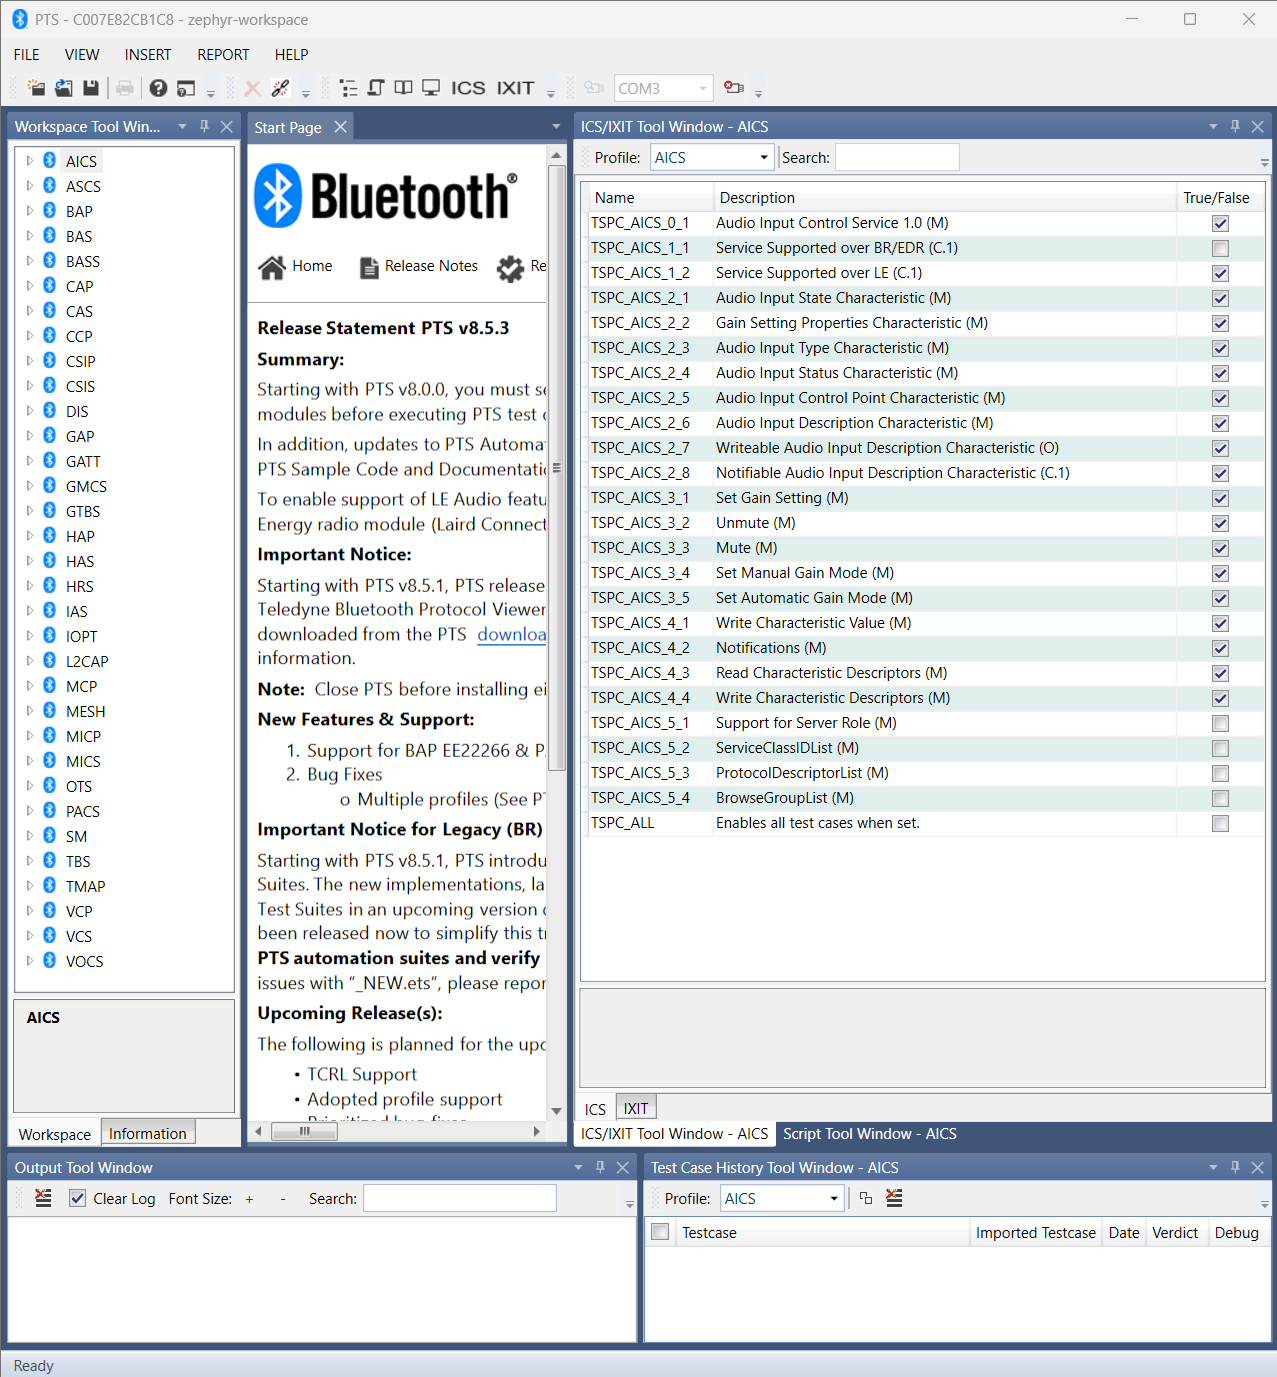 PTS - C007E82CB1C8 - zephyr-workspace
FILE VIEW INSERT REPORT HELP
ICS IXIT COM3
Workspace Tool Win...
AICS
ASCS
BAP
BAS
BASS
CAP
CAS
CCP
CSIP
CSIS
DIS
GAP
GATT
GMCS
GTBS
HAP
HAS
HRS
IAS
IOPT
L2CAP
MCP
MESH
MICP
MICS
OTS
PACS
SM
TBS
TMAP
VCP
VCS
VOCS
AICS
Workspace Information
Start Page
Bluetooth®
Home Release Notes Re
Release Statement PTS v8.5.3
Summary:
Starting with PTS v8.0.0, you must se
modules before executing PTS test c
In addition, updates to PTS Automat
PTS Sample Code and Documentatio
To enable support of LE Audio featu
Energy radio module (Laird Connect
Important Notice:
Starting with PTS v8.5.1, PTS release
Teledyne Bluetooth Protocol Viewer
downloaded from the PTS downloa
information.
Note: Close PTS before installing ei
New Features & Support:
1. Support for BAP EE22266 & P
2. Bug Fixes
o Multiple profiles (See PT
Important Notice for Legacy (BR)
Starting with PTS v8.5.1, PTS introdu
Suites. The new implementations, la
Test Suites in an upcoming version o
been released now to simplify this tr
PTS automation suites and verify
issues with “_NEW.ets”, please repor
Upcoming Release(s):
The following is planned for the upc
• TCRL Support
• Adopted profile support
• Prioritized bug fixes
ICS/IXIT Tool Window - AICS
Profile: AICS Search:
Name Description True/False
TSPC_AICS_0_1 Audio Input Control Service 1.0 (M)
TSPC_AICS_1_1 Service Supported over BR/EDR (C.1)
TSPC_AICS_1_2 Service Supported over LE (C.1)
TSPC_AICS_2_1 Audio Input State Characteristic (M)
TSPC_AICS_2_2 Gain Setting Properties Characteristic (M)
TSPC_AICS_2_3 Audio Input Type Characteristic (M)
TSPC_AICS_2_4 Audio Input Status Characteristic (M)
TSPC_AICS_2_5 Audio Input Control Point Characteristic (M)
TSPC_AICS_2_6 Audio Input Description Characteristic (M)
TSPC_AICS_2_7 Writeable Audio Input Description Characteristic (O)
TSPC_AICS_2_8 Notifiable Audio Input Description Characteristic (C.1)
TSPC_AICS_3_1 Set Gain Setting (M)
TSPC_AICS_3_2 Unmute (M)
TSPC_AICS_3_3 Mute (M)
TSPC_AICS_3_4 Set Manual Gain Mode (M)
TSPC_AICS_3_5 Set Automatic Gain Mode (M)
TSPC_AICS_4_1 Write Characteristic Value (M)
TSPC_AICS_4_2 Notifications (M)
TSPC_AICS_4_3 Read Characteristic Descriptors (M)
TSPC_AICS_4_4 Write Characteristic Descriptors (M)
TSPC_AICS_5_1 Support for Server Role (M)
TSPC_AICS_5_2 ServiceClassIDList (M)
TSPC_AICS_5_3 ProtocolDescriptorList (M)
TSPC_AICS_5_4 BrowseGroupList (M)
TSPC_ALL Enables all test cases when set.
ICS IXIT
ICS/IXIT Tool Window - AICS Script Tool Window - AICS
Output Tool Window
Clear Log Font Size: + - Search:
Test Case History Tool Window - AICS
Profile: AICS
Testcase Imported Testcase Date Verdict Debug
Ready